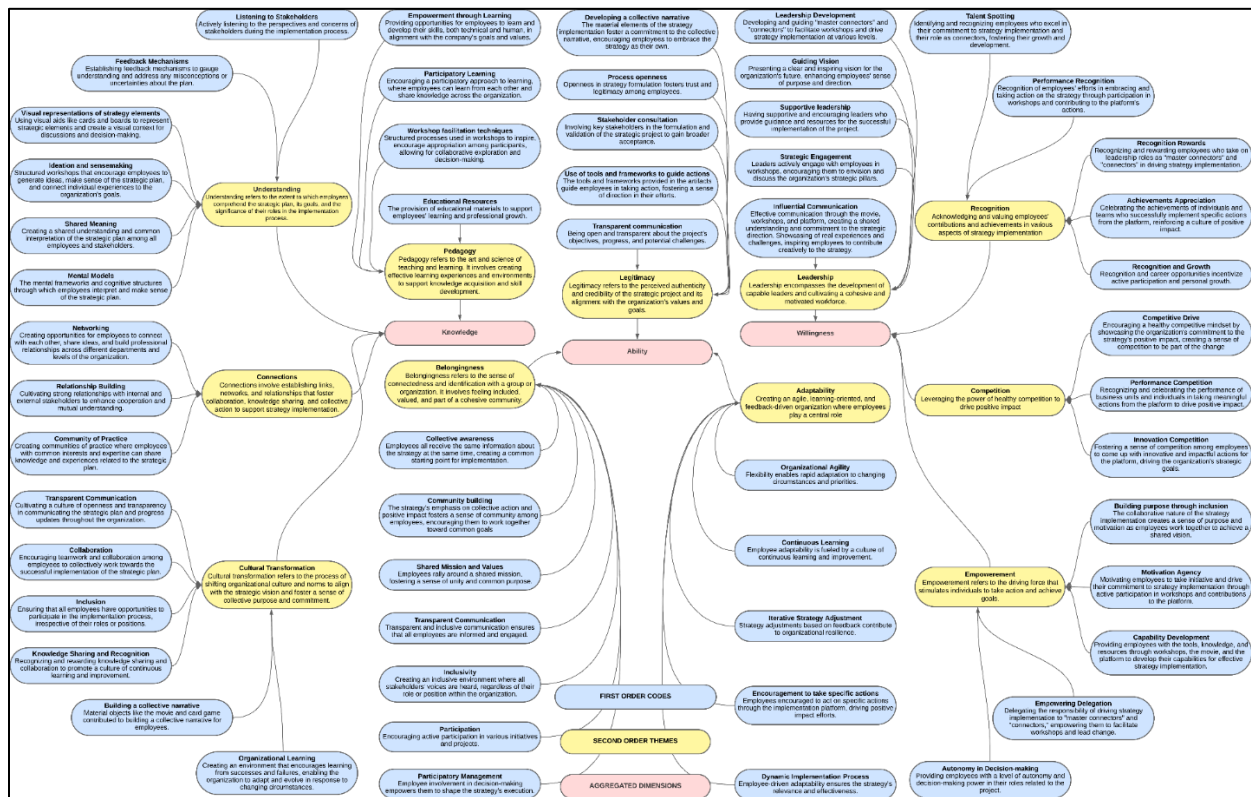 Listening to Stakeholders
Actively listening to the perspectives and concerns of
stakeholders during the implementation process.
Feedback Mechanisms
Establishing feedback mechanisms to gauge
understanding and address any misconceptions
or uncertainties about the plan.
Visual representations of strategy elements
Using visual aids like cards and boards to represent
strategic elements and create a visual context for
discussions and decision-making.
Ideation and sensemaking
Structured workshops that encourage employees to
generate ideas, make sense of the strategic plan,
and connect individual experiences to the
organization's goals.
Shared Meaning
Creating a shared understanding and common
interpretation of the strategic plan among all
employees and stakeholders.
Mental Models
The mental frameworks and cognitive structures
through which employees interpret and make sense
of the strategic plan.
Understanding
Understanding refers to the extent to which employees
comprehend the strategic plan, its goals, and the
significance of their roles in the implementation
process.
Networking
Creating opportunities for employees to connect
with each other, share ideas, and build professional
relationships across different departments and
levels of the organization.
Relationship Building
Cultivating strong relationships with internal and
external stakeholders to enhance cooperation and
mutual understanding.
Community of Practice
Creating communities of practice where employees
with common interests and expertise can share
knowledge and experiences related to the strategic
plan.
Connections
Connections involve establishing links,
networks, and relationships that foster
collaboration, knowledge sharing, and collective
action to support strategy implementation.
Transparent Communication
Cultivating a culture of openness and transparency
in communicating the strategic plan and progress
updates throughout the organization.
Collaboration
Encouraging teamwork and collaboration among
employees to collectively work towards the
successful implementation of the strategic plan.
Inclusion
Ensuring that all employees have opportunities to
participate in the implementation process,
irrespective of their roles or positions.
Knowledge Sharing and Recognition
Recognizing and rewarding knowledge sharing and
collaboration to promote a culture of continuous
learning and improvement.
Building a collective narrative
Material objects like the movie and card game
contributed to building a collective narrative for
employees.
Organizational Learning
Creating an environment that encourages learning
from successes and failures, enabling the
organization to adapt and evolve in response to
changing circumstances.
Cultural Transformation
Cultural transformation refers to the process of
shifting organizational culture and norms to align
with the strategic vision and foster a sense of
collective purpose and commitment.
Empowerment through Learning
Providing opportunities for employees to learn and
develop their skills, both technical and human, in
alignment with the company's goals and values.
Participatory Learning
Encouraging a participatory approach to learning,
where employees can learn from each other and
share knowledge across the organization.
Workshop facilitation techniques
Structured processes used in workshops to inspire,
encourage appropriation among participants,
allowing for collaborative exploration and
decision-making.
Educational Resources
The provision of educational materials to support
employees' learning and professional growth.
Pedagogy
Pedagogy refers to the art and science of
teaching and learning. It involves creating
effective learning experiences and environments
to support knowledge acquisition and skill
development.
Knowledge
Belongingness
Belongingness refers to the sense of
connectedness and identification with a group or
organization. It involves feeling included,
valued, and part of a cohesive community.
Collective awareness
Employees all receive the same information about
the strategy at the same time, creating a common
starting point for implementation.
Community building
The strategy's emphasis on collective action and
positive impact fosters a sense of community among
employees, encouraging them to work together
toward common goals
Shared Mission and Values
Employees rally around a shared mission,
fostering a sense of unity and common purpose.
Transparent Communication
Transparent and inclusive communication ensures
that all employees are informed and engaged.
Inclusivity
Creating an inclusive environment where all
stakeholders' voices are heard, regardless of their
role or position within the organization.
Participation
Encouraging active participation in various initiatives
and projects.
Participatory Management
Employee involvement in decision-making
empowers them to shape the strategy's execution.
Developing a collective narrative
The material elements of the strategy
implementation foster a commitment to the collective
narrative, encouraging employees to embrace the
strategy as their own.
Process openness
Openness in strategy formulation fosters trust and
legitimacy among employees.
Stakeholder consultation
Involving key stakeholders in the formulation and
validation of the strategic project to gain broader
acceptance.
Use of tools and frameworks to guide actions
The tools and frameworks provided in the artifacts
guide employees in taking action, fostering a sense
of direction in their efforts.
Transparent communication
Being open and transparent about the project's
objectives, progress, and potential challenges.
Legitimacy
Legitimacy refers to the perceived authenticity
and credibility of the strategic project and its
alignment with the organization's values and
goals.
Ability
FIRST ORDER CODES
SECOND ORDER THEMES
AGGREGATED DIMENSIONS
Leadership Development
Developing and guiding "master connectors" and
"connectors" to facilitate workshops and drive
strategy implementation at various levels.
Guiding Vision
Presenting a clear and inspiring vision for the
organization's future, enhancing employees' sense
of purpose and direction.
Supportive leadership
Having supportive and encouraging leaders who
provide guidance and resources for the successful
implementation of the project.
Strategic Engagement
Leaders actively engage with employees in
workshops, encouraging them to envision and
discuss the organization's strategic pillars.
Influential Communication
Effective communication through the movie,
workshops, and platform, creating a shared
understanding and commitment to the strategic
direction. Showcasing of real experiences and
challenges, inspiring employees to contribute
creatively to the strategy.
Leadership
Leadership encompasses the development of
capable leaders and cultivating a cohesive and
motivated workforce.
Willingness
Adaptability
Creating an agile, learning-oriented, and
feedback-driven organization where employees
play a central role
Organizational Agility
Flexibility enables rapid adaptation to changing
circumstances and priorities.
Continuous Learning
Employee adaptability is fueled by a culture of
continuous learning and improvement.
Iterative Strategy Adjustment
Strategy adjustments based on feedback contribute
to organizational resilience.
Encouragement to take specific actions
Employees encouraged to act on specific actions
through the implementation platform, driving positive
impact efforts.
Dynamic Implementation Process
Employee-driven adaptability ensures the strategy's
relevance and effectiveness.
Talent Spotting
Identifying and recognizing employees who excel in
their commitment to strategy implementation and
their role as connectors, fostering their growth and
development.
Performance Recognition
Recognition of employees' efforts in embracing and
taking action on the strategy through participation in
workshops and contributing to the platform's
actions.
Recognition Rewards
Recognizing and rewarding employees who take on
leadership roles as "master connectors" and
"connectors" in driving strategy implementation.
Achievements Appreciation
Celebrating the achievements of individuals and
teams who successfully implement specific actions
from the platform, reinforcing a culture of positive
impact.
Recognition and Growth
Recognition and career opportunities incentivize
active participation and personal growth.
Recognition
Acknowledging and valuing employees'
contributions and achievements in various
aspects of strategy implementation
Competitive Drive
Encouraging a healthy competitive mindset by
showcasing the organization's commitment to the
strategy's positive impact, creating a sense of
competition to be part of the change
Performance Competition
Recognizing and celebrating the performance of
business units and individuals in taking meaningful
actions from the platform to drive positive impact.
Innovation Competition
Fostering a sense of competition among employees
to come up with innovative and impactful actions for
the platform, driving the organization's strategic
goals.
Competition
Leveraging the power of healthy competition to
drive positive impact
Building purpose through inclusion
The collaborative nature of the strategy
implementation creates a sense of purpose and
motivation as employees work together to achieve a
shared vision.
Motivation Agency
Motivating employees to take initiative and drive
their commitment to strategy implementation through
active participation in workshops and contributions
to the platform.
Capability Development
Providing employees with the tools, knowledge, and
resources through workshops, the movie, and the
platform to develop their capabilities for effective
strategy implementation.
Empowerement
Empowerment refers to the driving force that
stimulates individuals to take action and achieve
goals.
Empowering Delegation
Delegating the responsibility of driving strategy
implementation to "master connectors" and
"connectors," empowering them to facilitate
workshops and lead change.
Autonomy in Decision-making
Providing employees with a level of autonomy and
decision-making power in their roles related to the
project.